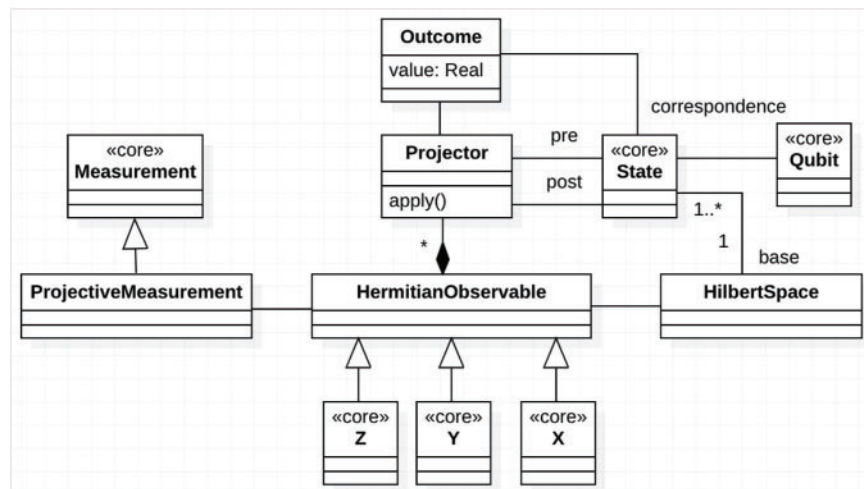 Outcome
value: Real
correspondence
«core»
Measurement
Projector
apply()
pre
post
«core»
State
«core»
Qubit
1..*
1
base
*
ProjectiveMeasurement
HermitianObservable
HilbertSpace
«core»
Z
«core»
Y
«core»
X